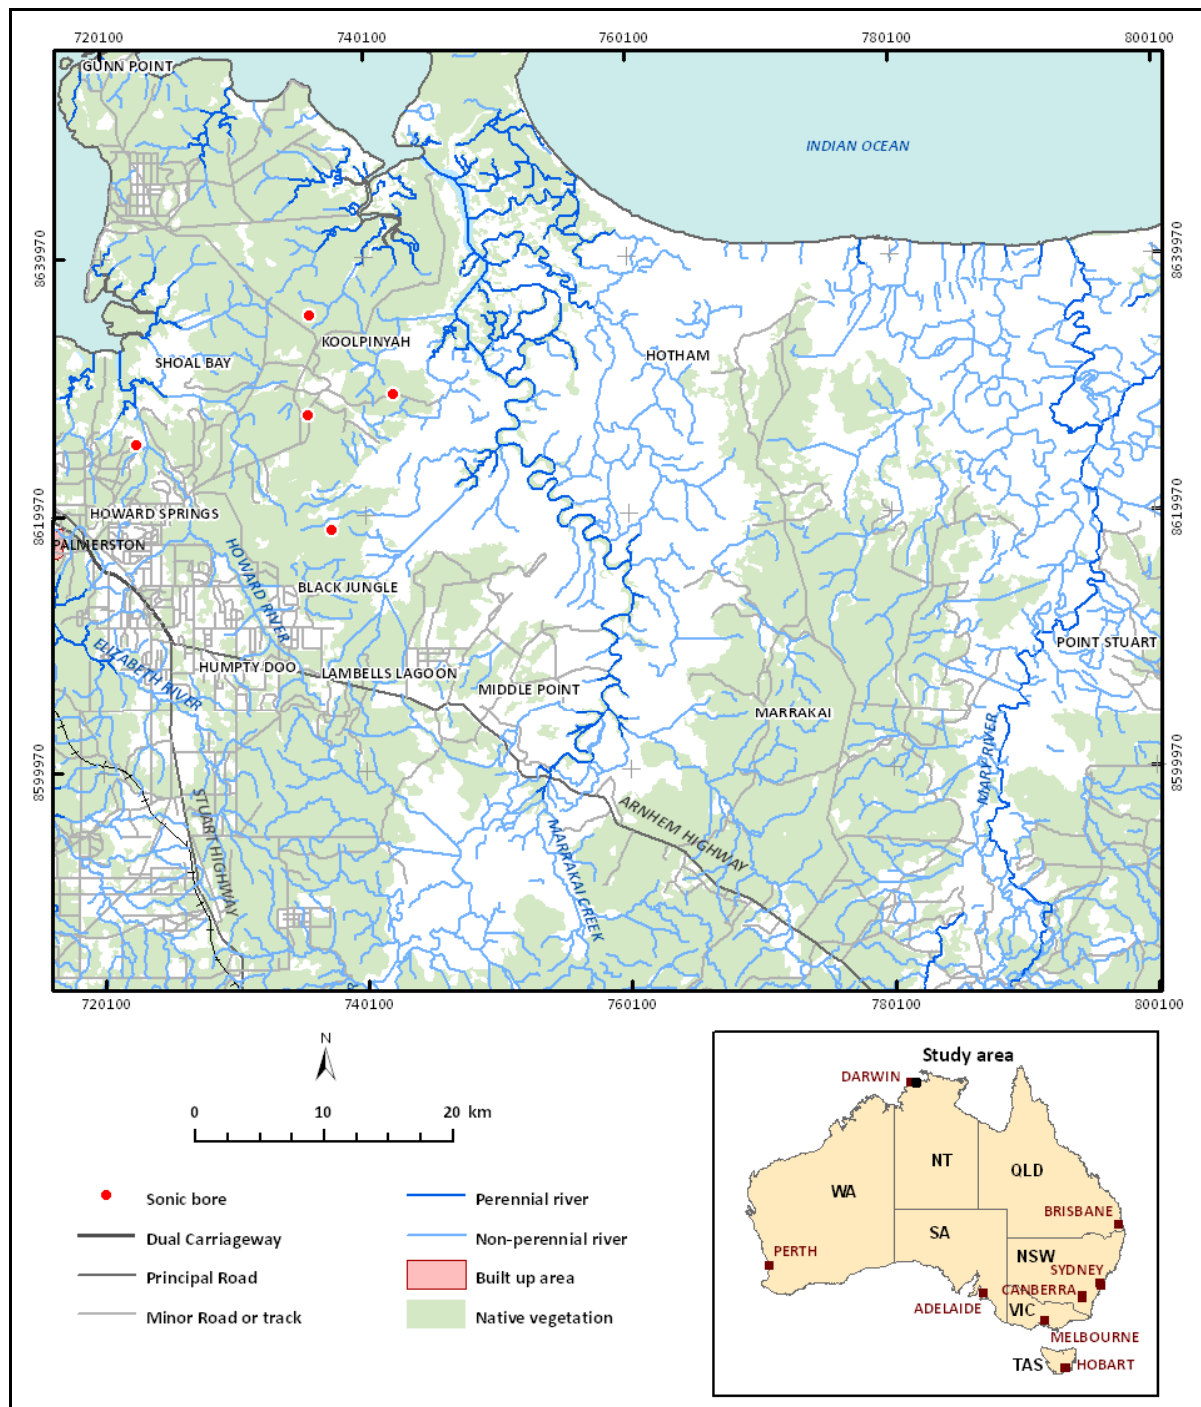 720100 740100 760100 780100 800100
GUNN POINT
INDIAN OCEAN
8639970
8639970
KOOLPINYAH
SHOAL BAY
HOTHAM
8619970
8619970
HOWARD SPRINGS
PALMERSTON
HOWARD RIVER
BLACK JUNGLE
ELIZABETH RIVER
HUMPTY DOO
LAMBELLS LAGOON
MIDDLE POINT
POINT STUART
MARRAKAI
MARY RIVER
8599970
8599970
STUART HIGHWAY
ARNHEM HIGHWAY
MARRAKAI CREEK
720100 740100 760100 780100 800100
N
0 10 20 km
Sonic bore
Dual Carriageway
Principal Road
Minor Road or track
Perennial river
Non-perennial river
Built up area
Native vegetation
Study area
DARWIN
NT
QLD
WA
BRISBANE
SA
PERTH
NSW
SYDNEY
CANBERRA
ADELAIDE
VIC
MELBOURNE
TAS
HOBART